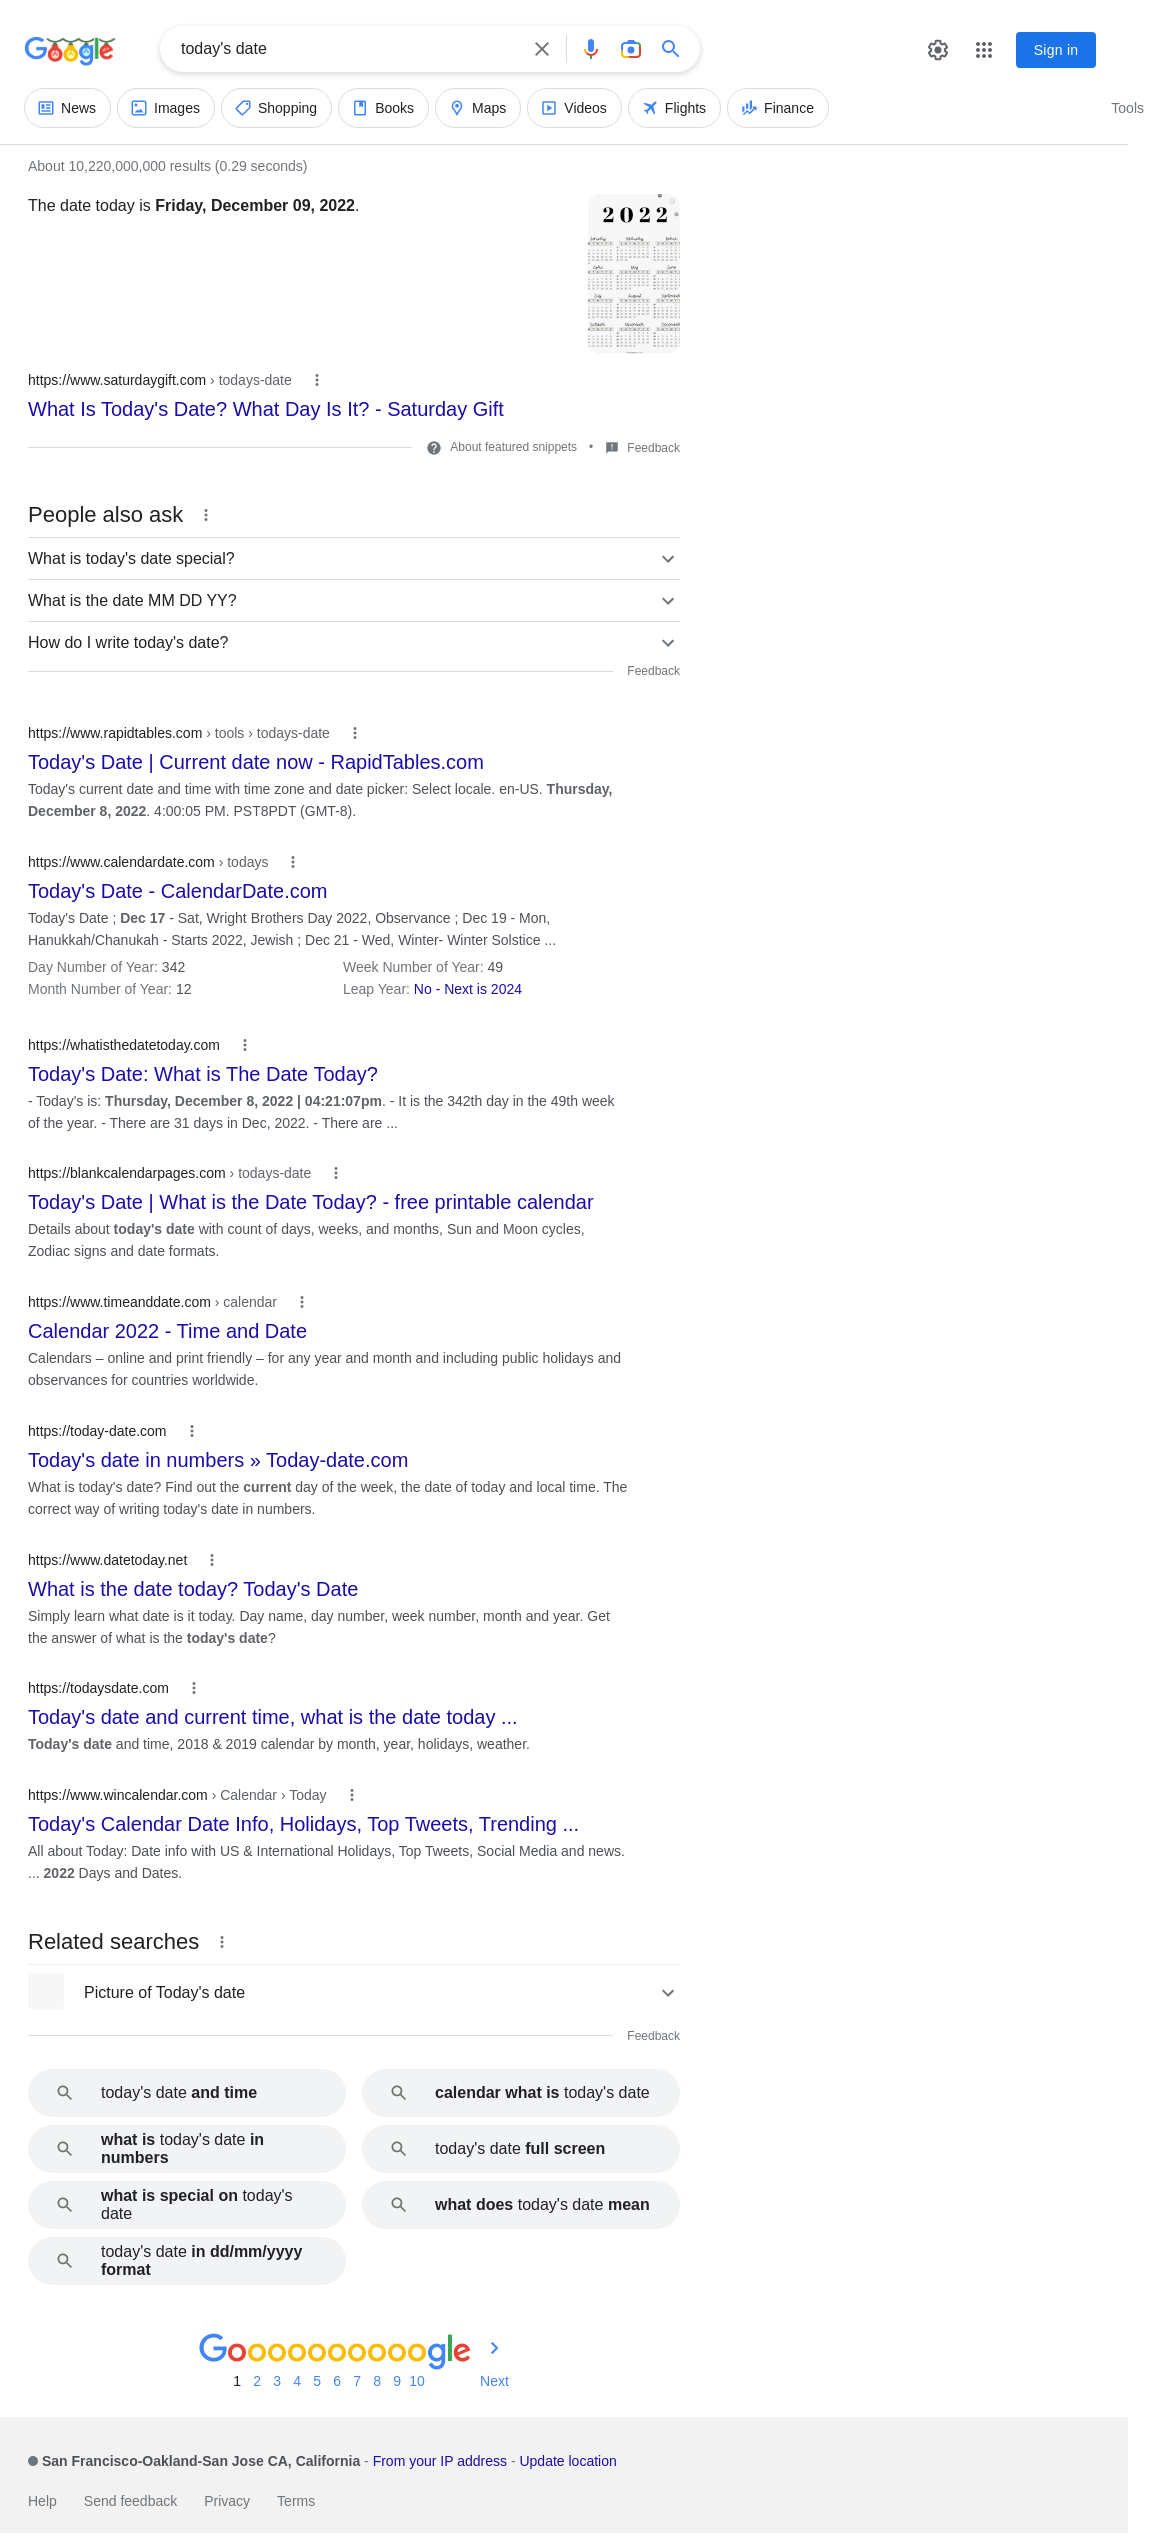 Google
today's date
Sign in
News
Images
Shopping
Books
Maps
Videos
Flights
Finance
Tools
About 10,220,000,000 results (0.29 seconds)
The date today is Friday, December 09, 2022.
2022
https://www.saturdaygift.com › todays-date
What Is Today's Date? What Day Is It? - Saturday Gift
About featured snippets • Feedback
People also ask
What is today's date special?
What is the date MM DD YY?
How do I write today's date?
Feedback
https://www.rapidtables.com › tools › todays-date
Today's Date | Current date now - RapidTables.com
Today's current date and time with time zone and date picker: Select locale. en-US. Thursday,
December 8, 2022. 4:00:05 PM. PST8PDT (GMT-8).
https://www.calendardate.com › todays
Today's Date - CalendarDate.com
Today's Date ; Dec 17 - Sat, Wright Brothers Day 2022, Observance ; Dec 19 - Mon,
Hanukkah/Chanukah - Starts 2022, Jewish ; Dec 21 - Wed, Winter- Winter Solstice ...
Day Number of Year: 342
Week Number of Year: 49
Month Number of Year: 12
Leap Year: No - Next is 2024
https://whatisthedatetoday.com
Today's Date: What is The Date Today?
- Today's is: Thursday, December 8, 2022 | 04:21:07pm. - It is the 342th day in the 49th week
of the year. - There are 31 days in Dec, 2022. - There are ...
https://blankcalendarpages.com › todays-date
Today's Date | What is the Date Today? - free printable calendar
Details about today's date with count of days, weeks, and months, Sun and Moon cycles,
Zodiac signs and date formats.
https://www.timeanddate.com › calendar
Calendar 2022 - Time and Date
Calendars – online and print friendly – for any year and month and including public holidays and
observances for countries worldwide.
https://today-date.com
Today's date in numbers » Today-date.com
What is today's date? Find out the current day of the week, the date of today and local time. The
correct way of writing today's date in numbers.
https://www.datetoday.net
What is the date today? Today's Date
Simply learn what date is it today. Day name, day number, week number, month and year. Get
the answer of what is the today's date?
https://todaysdate.com
Today's date and current time, what is the date today ...
Today's date and time, 2018 & 2019 calendar by month, year, holidays, weather.
https://www.wincalendar.com › Calendar › Today
Today's Calendar Date Info, Holidays, Top Tweets, Trending ...
All about Today: Date info with US & International Holidays, Top Tweets, Social Media and news.
... 2022 Days and Dates.
Related searches
Picture of Today's date
Feedback
today's date and time
calendar what is today's date
what is today's date in
numbers
today's date full screen
what is special on today's
date
what does today's date mean
today's date in dd/mm/yyyy
format
Goooooooooogle
1 2 3 4 5 6 7 8 9 10 Next
San Francisco-Oakland-San Jose CA, California - From your IP address - Update location
Help Send feedback Privacy Terms